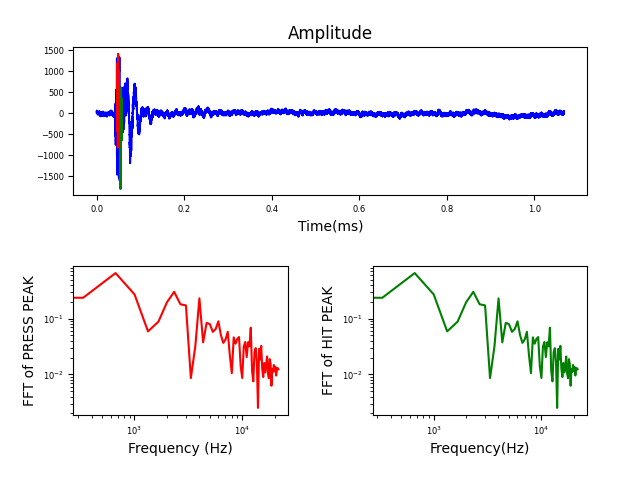 Amplitude
1500
1000
500
0
−500
−1000
−1500
0.0 0.2 0.4 0.6 0.8 1.0
Time(ms)
FFT of PRESS PEAK
10⁻¹
10⁻²
10³ 10⁴
Frequency (Hz)
FFT of HIT PEAK
10⁻¹
10⁻²
10³ 10⁴
Frequency(Hz)